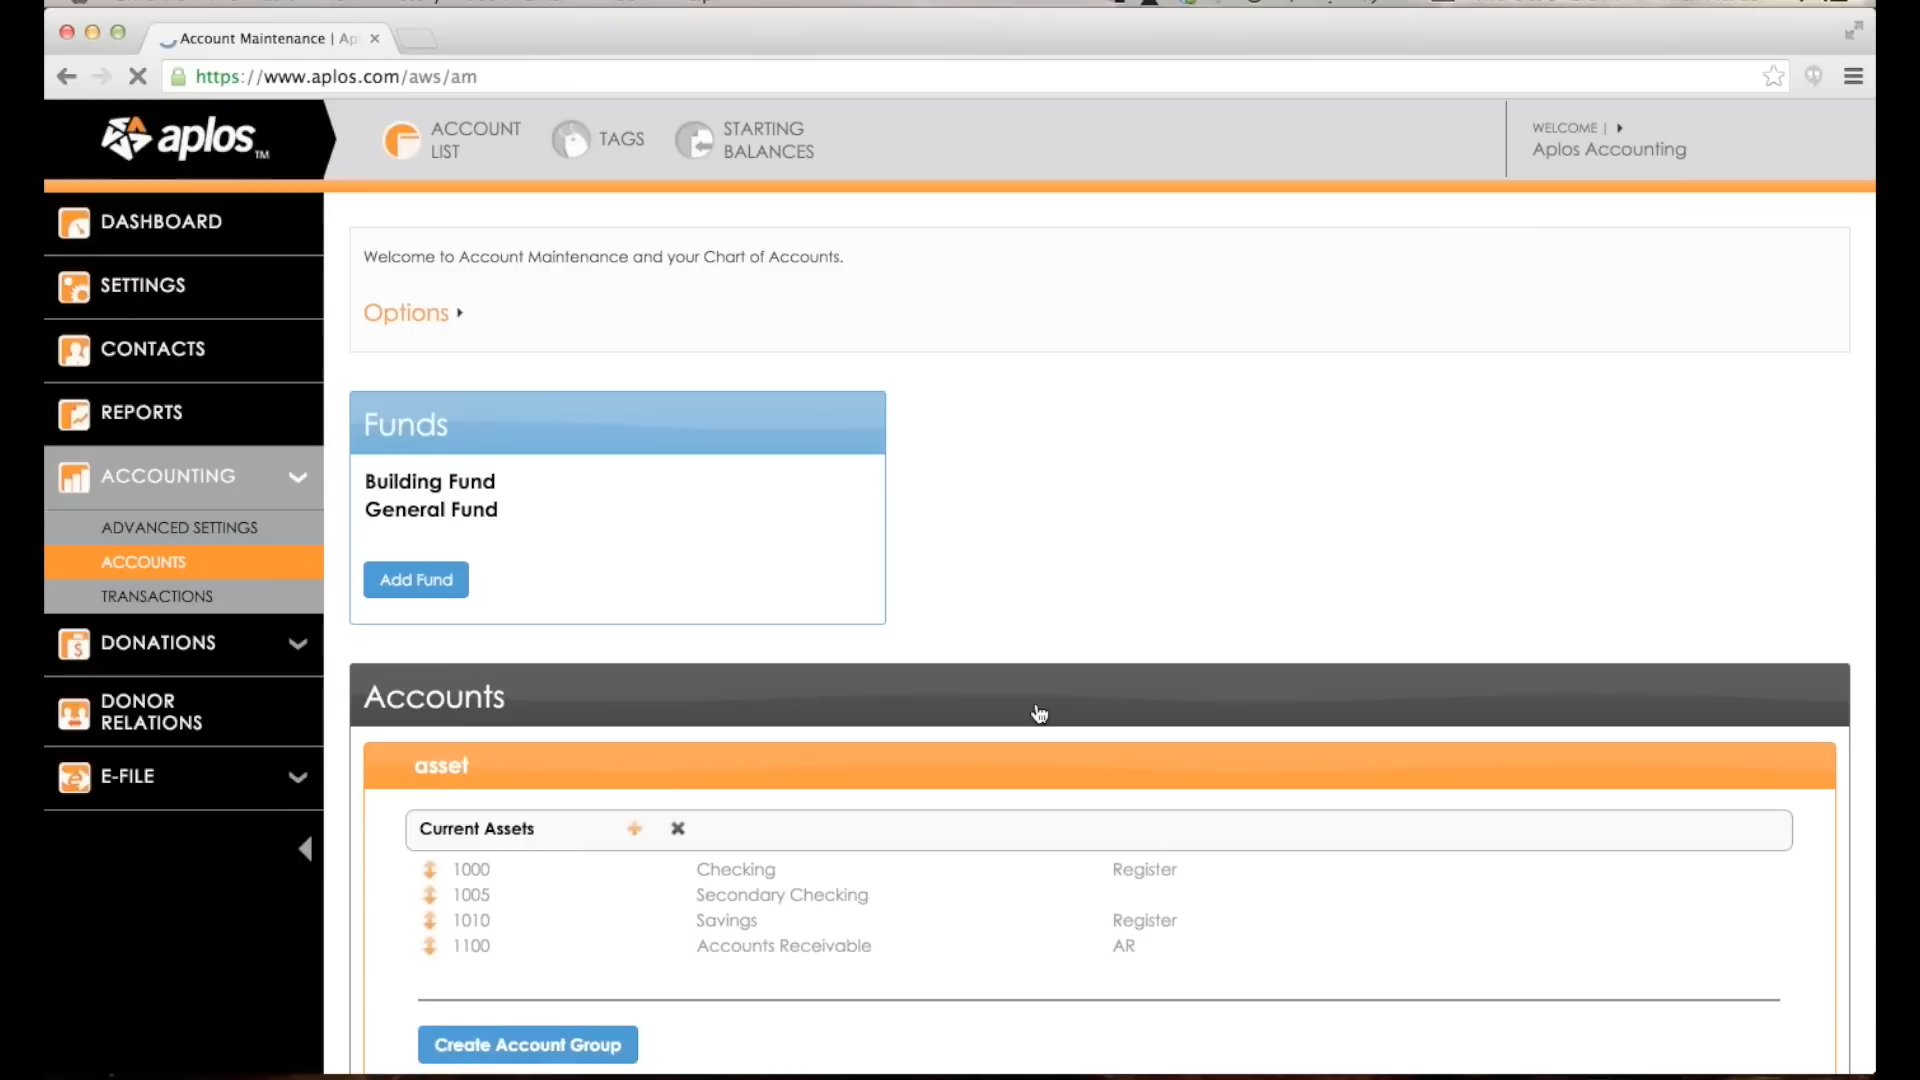 Account Maintenance | Apl
https://www.aplos.com/aws/am
aplos™
ACCOUNT
LIST
TAGS
STARTING
BALANCES
WELCOME |
Aplos Accounting
DASHBOARD
SETTINGS
CONTACTS
REPORTS
ACCOUNTING
ADVANCED SETTINGS
ACCOUNTS
TRANSACTIONS
DONATIONS
DONOR
RELATIONS
E-FILE
Welcome to Account Maintenance and your Chart of Accounts.
Options
Funds
Building Fund
General Fund
Add Fund
Accounts
asset
Current Assets
1000 Checking Register
1005 Secondary Checking
1010 Savings Register
1100 Accounts Receivable AR
Create Account Group